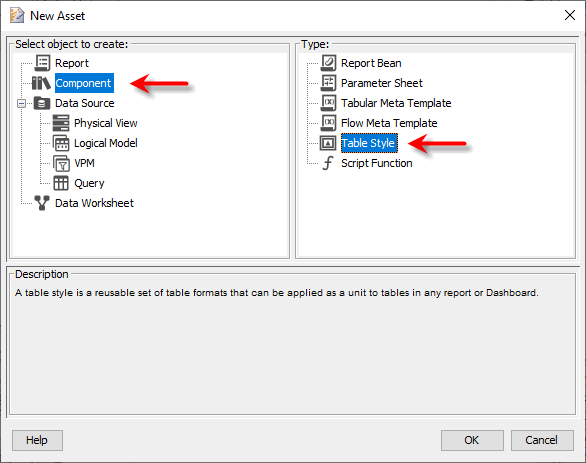 New Asset
Select object to create:
Report
Component
Data Source
Physical View
Logical Model
VPM
Query
Data Worksheet
Type:
Report Bean
Parameter Sheet
Tabular Meta Template
Flow Meta Template
Table Style
Script Function
Description
A table style is a reusable set of table formats that can be applied as a unit to tables in any report or Dashboard.
Help
OK
Cancel